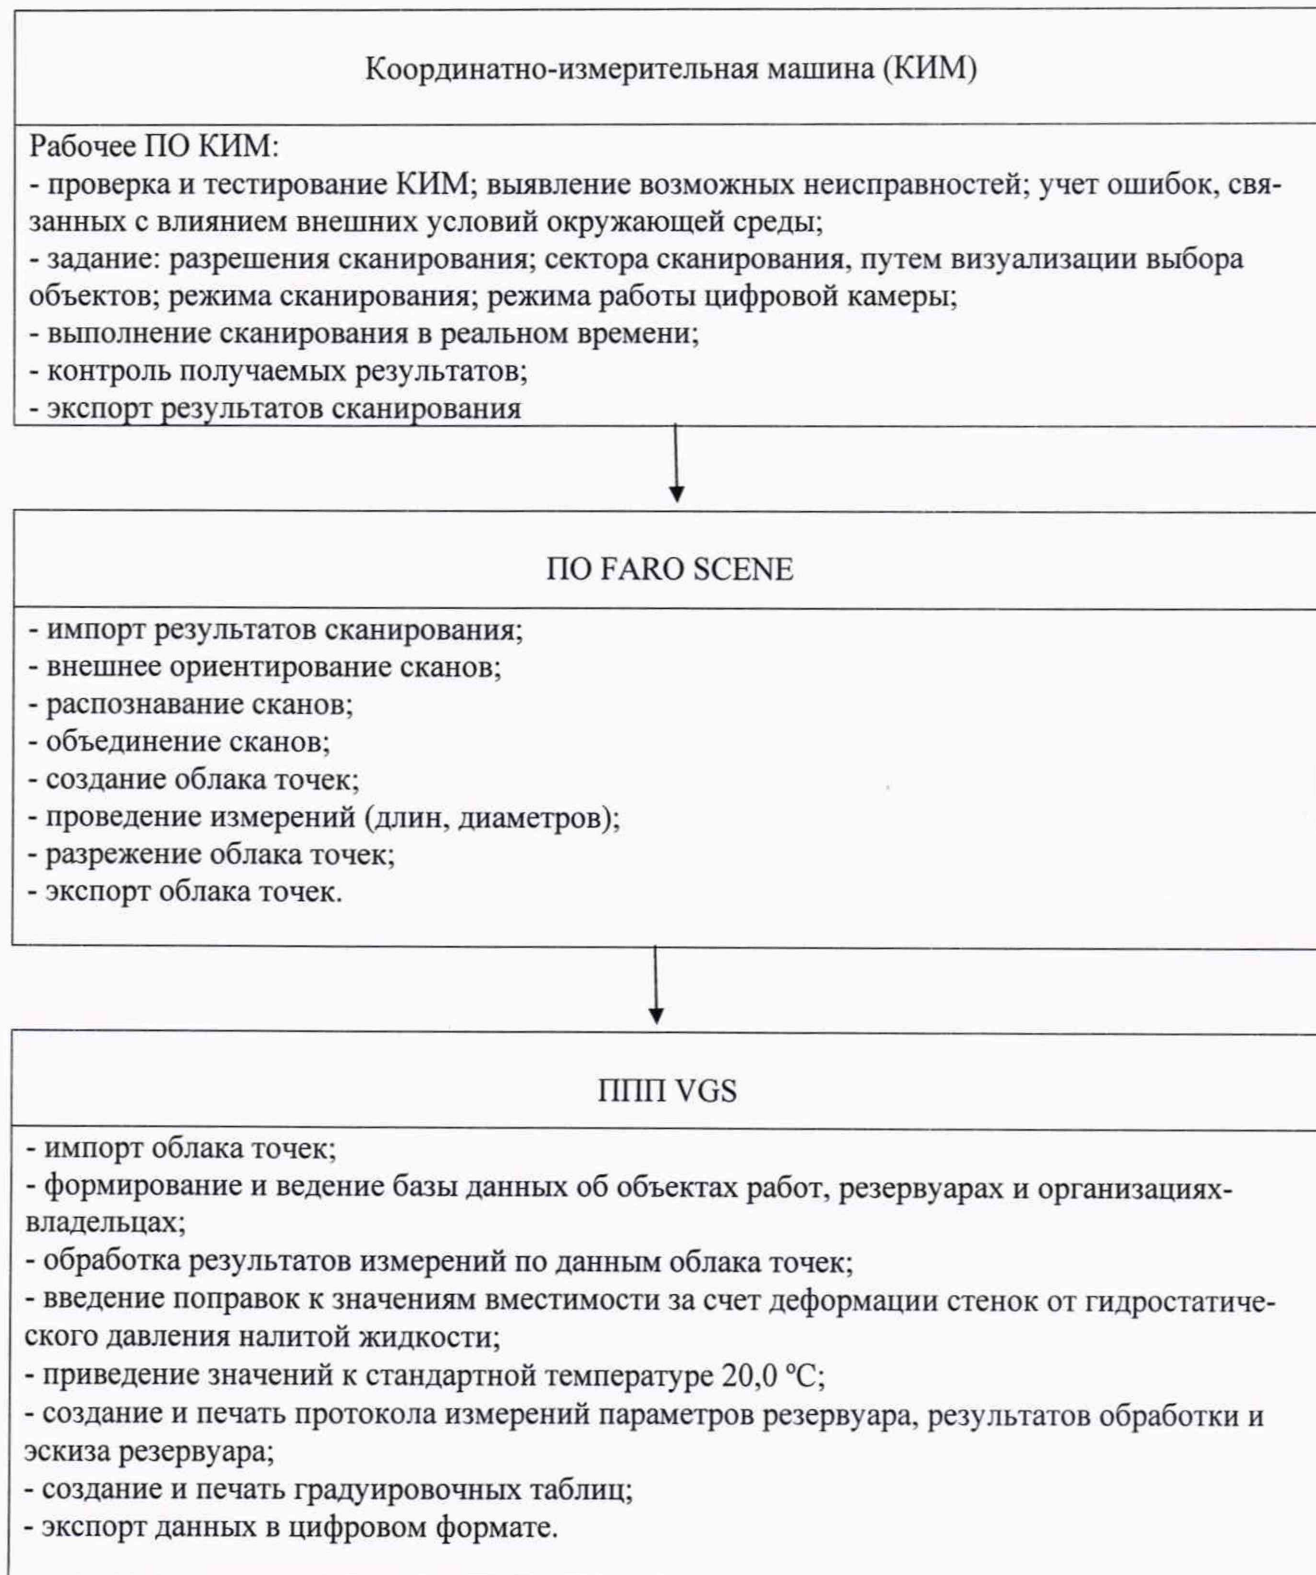 Координатно-измерительная машина (КИМ)
Рабочее ПО КИМ:
- проверка и тестирование КИМ; выявление возможных неисправностей; учет ошибок, свя-
занных с влиянием внешних условий окружающей среды;
- задание: разрешения сканирования; сектора сканирования, путем визуализации выбора
объектов; режима сканирования; режима работы цифровой камеры;
- выполнение сканирования в реальном времени;
- контроль получаемых результатов;
- экспорт результатов сканирования
ПО FARO SCENE
- импорт результатов сканирования;
- внешнее ориентирование сканов;
- распознавание сканов;
- объединение сканов;
- создание облака точек;
- проведение измерений (длин, диаметров);
- разрежение облака точек;
- экспорт облака точек.
ППП VGS
- импорт облака точек;
- формирование и ведение базы данных об объектах работ, резервуарах и организациях-
владельцах;
- обработка результатов измерений по данным облака точек;
- введение поправок к значениям вместимости за счет деформации стенок от гидростатиче-
ского давления налитой жидкости;
- приведение значений к стандартной температуре 20,0 ºС;
- создание и печать протокола измерений параметров резервуара, результатов обработки и
эскиза резервуара;
- создание и печать градуировочных таблиц;
- экспорт данных в цифровом формате.